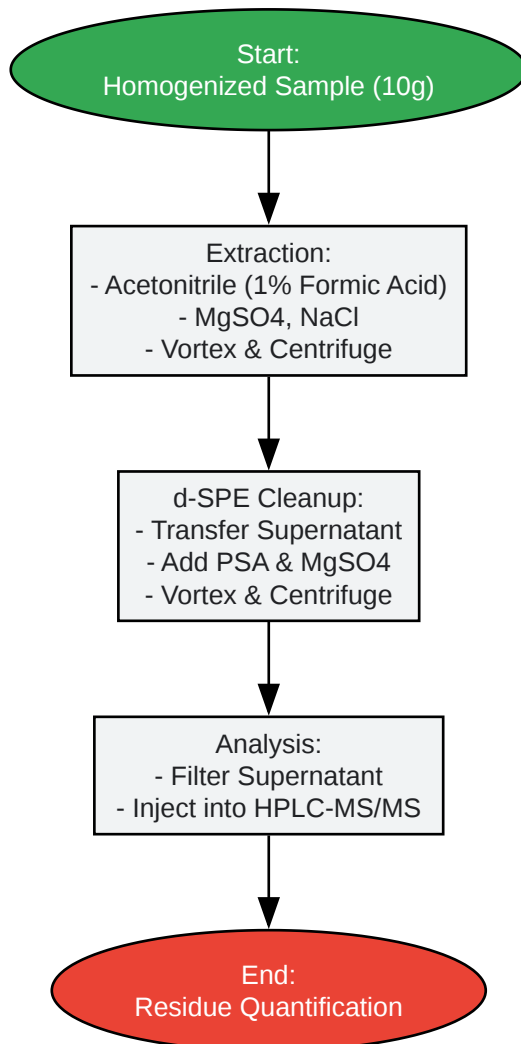 Start:
Homogenized Sample (10g)
Extraction:
- Acetonitrile (1% Formic Acid)
- MgSO4, NaCl
- Vortex & Centrifuge
d-SPE Cleanup:
- Transfer Supernatant
- Add PSA & MgSO4
- Vortex & Centrifuge
Analysis:
- Filter Supernatant
- Inject into HPLC-MS/MS
End:
Residue Quantification